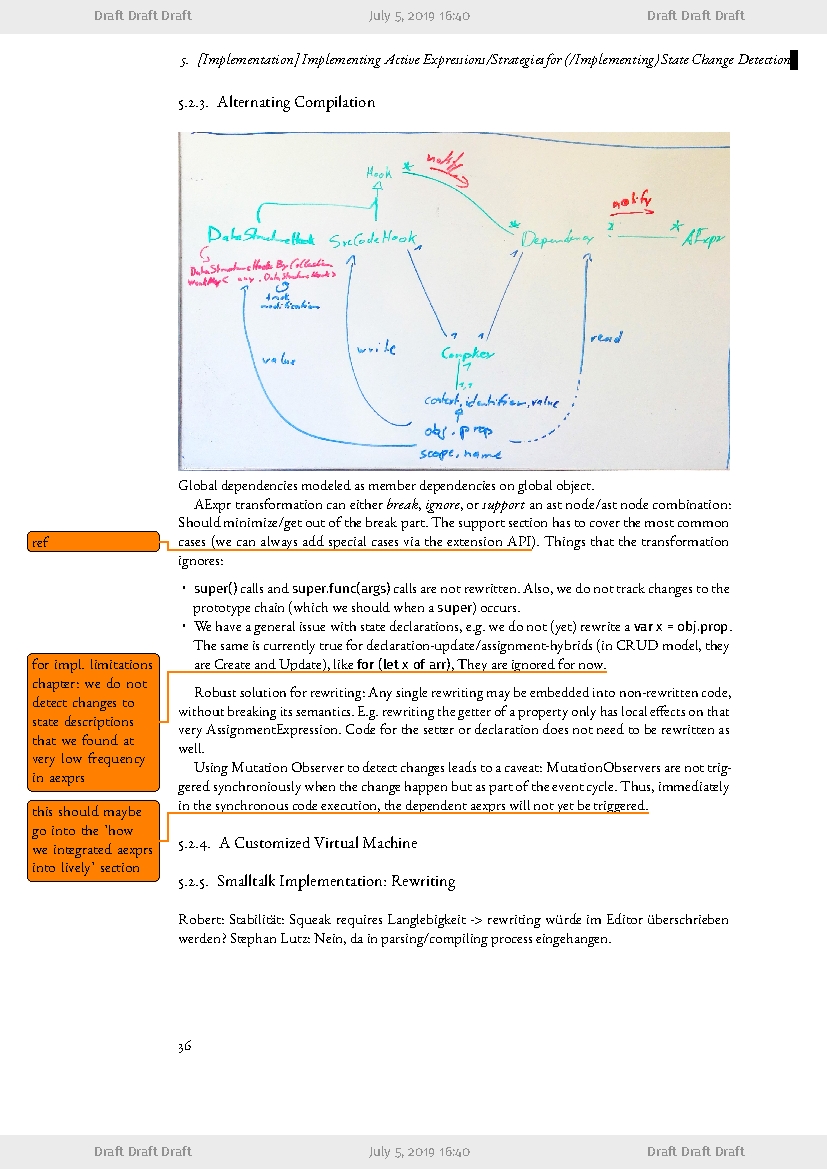 Draft Draft Draft July 5, 2019 16:40 Draft Draft Draft
5. [Implementation] Implementing Active Expressions/Strategies for (/Implementing) State Change Detection
5.2.3. Alternating Compilation
Hook * notify
notify
DataStructureHook SrcCodeHook * Dependency * * AExpr
DataStructureHooks By Collection
WeakMap< any, DataStructureHooks>
track
modification
value write read
CompKey
context, identifier, value
obj. prop
scope, name
Global dependencies modeled as member dependencies on global object.
AExpr transformation can either break, ignore, or support an ast node/ast node combination:
Should minimize/get out of the break part. The support section has to cover the most common
ref
cases (we can always add special cases via the extension API). Things that the transformation
ignores:
• super() calls and super.func(args) calls are not rewritten. Also, we do not track changes to the
prototype chain (which we should when a super) occurs.
• We have a general issue with state declarations, e.g. we do not (yet) rewrite a var x = obj.prop.
The same is currently true for declaration-update/assignment-hybrids (in CRUD model, they
are Create and Update), like for (let x of arr), They are ignored for now.
for impl. limitations
chapter: we do not
detect changes to
state descriptions
that we found at
very low frequency
in aexprs
Robust solution for rewriting: Any single rewriting may be embedded into non-rewritten code,
without breaking its semantics. E.g. rewriting the getter of a property only has local effects on that
very AssignmentExpression. Code for the setter or declaration does not need to be rewritten as
well.
Using Mutation Observer to detect changes leads to a caveat: MutationObservers are not trig-
gered synchroniously when the change happen but as part of the event cycle. Thus, immediately
in the synchronous code execution, the dependent aexprs will not yet be triggered.
this should maybe
go into the 'how
we integrated aexprs
into lively' section
5.2.4. A Customized Virtual Machine
5.2.5. Smalltalk Implementation: Rewriting
Robert: Stabilität: Squeak requires Langlebigkeit -> rewriting würde im Editor überschrieben
werden? Stephan Lutz: Nein, da in parsing/compiling process eingehangen.
36
Draft Draft Draft July 5, 2019 16:40 Draft Draft Draft